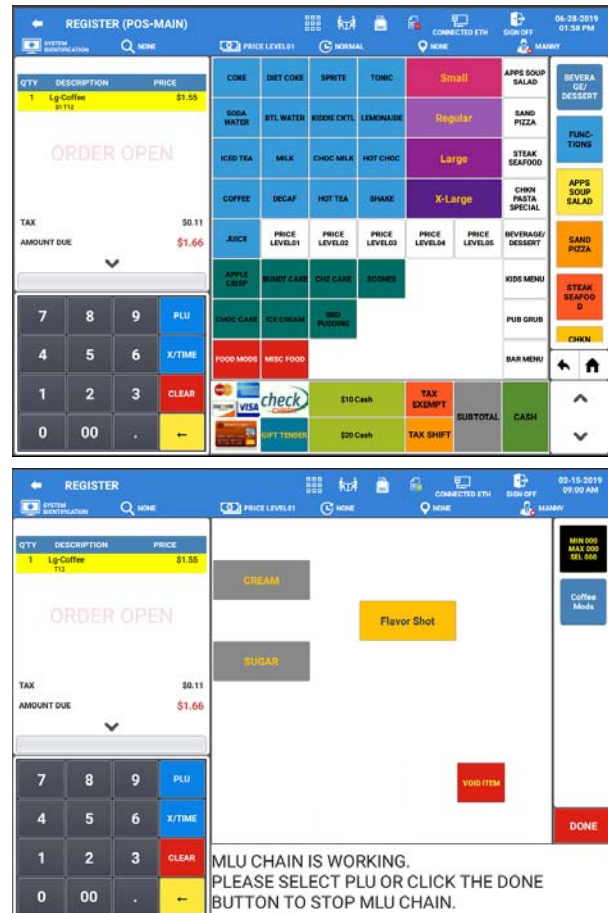 REGISTER (POS-MAIN)
CONNECTED ETH
SIGN OFF
06-28-2019
01:58 PM
SYSTEM
IDENTIFICATION
NONE
PRICE LEVEL01
NORMAL
NONE
MANNY
Q'TY DESCRIPTION PRICE
1 Lg-Coffee $1.55
S1 T12
ORDER OPEN
TAX $0.11
AMOUNT DUE $1.66
7 8 9 PLU
4 5 6 X/TIME
1 2 3 CLEAR
0 00 . ←
COKE DIET COKE SPRITE TONIC Small APPS SOUP SALAD
SODA WATER BTL WATER KIDDIE CKTL LEMONAIDE Regular SAND PIZZA
ICED TEA MILK CHOC MILK HOT CHOC Large STEAK SEAFOOD
COFFEE DECAF HOT TEA SHAKE X-Large CHKN PASTA SPECIAL
JUICE PRICE LEVEL01 PRICE LEVEL02 PRICE LEVEL03 PRICE LEVEL04 PRICE LEVEL05 BEVERAGE/ DESSERT
APPLE CRISP BUNDT CAKE CHZ CAKE SCONES KIDS MENU
CHOC CAKE ICE CREAM BRD PUDDING PUB GRUB
FOOD MODS MISC FOOD BAR MENU
VISA check $10 Cash TAX EXEMPT SUBTOTAL CASH
GIFT TENDER $20 Cash TAX SHIFT
BEVERA
GE/
DESSERT
FUNC-
TIONS
APPS
SOUP
SALAD
SAND
PIZZA
STEAK
SEAFOO
D
CHKN
REGISTER
CONNECTED ETH
SIGN OFF
02-15-2019
09:00 AM
SYSTEM
IDENTIFICATION
NONE
PRICE LEVEL01
NONE
NONE
MANNY
Q'TY DESCRIPTION PRICE
1 Lg-Coffee $1.55
T12
ORDER OPEN
TAX $0.11
AMOUNT DUE $1.66
7 8 9 PLU
4 5 6 X/TIME
1 2 3 CLEAR
0 00 . ←
CREAM
Flavor Shot
SUGAR
VOID ITEM
MIN 000
MAX 000
SEL 000
Coffee
Mods
DONE
MLU CHAIN IS WORKING.
PLEASE SELECT PLU OR CLICK THE DONE
BUTTON TO STOP MLU CHAIN.